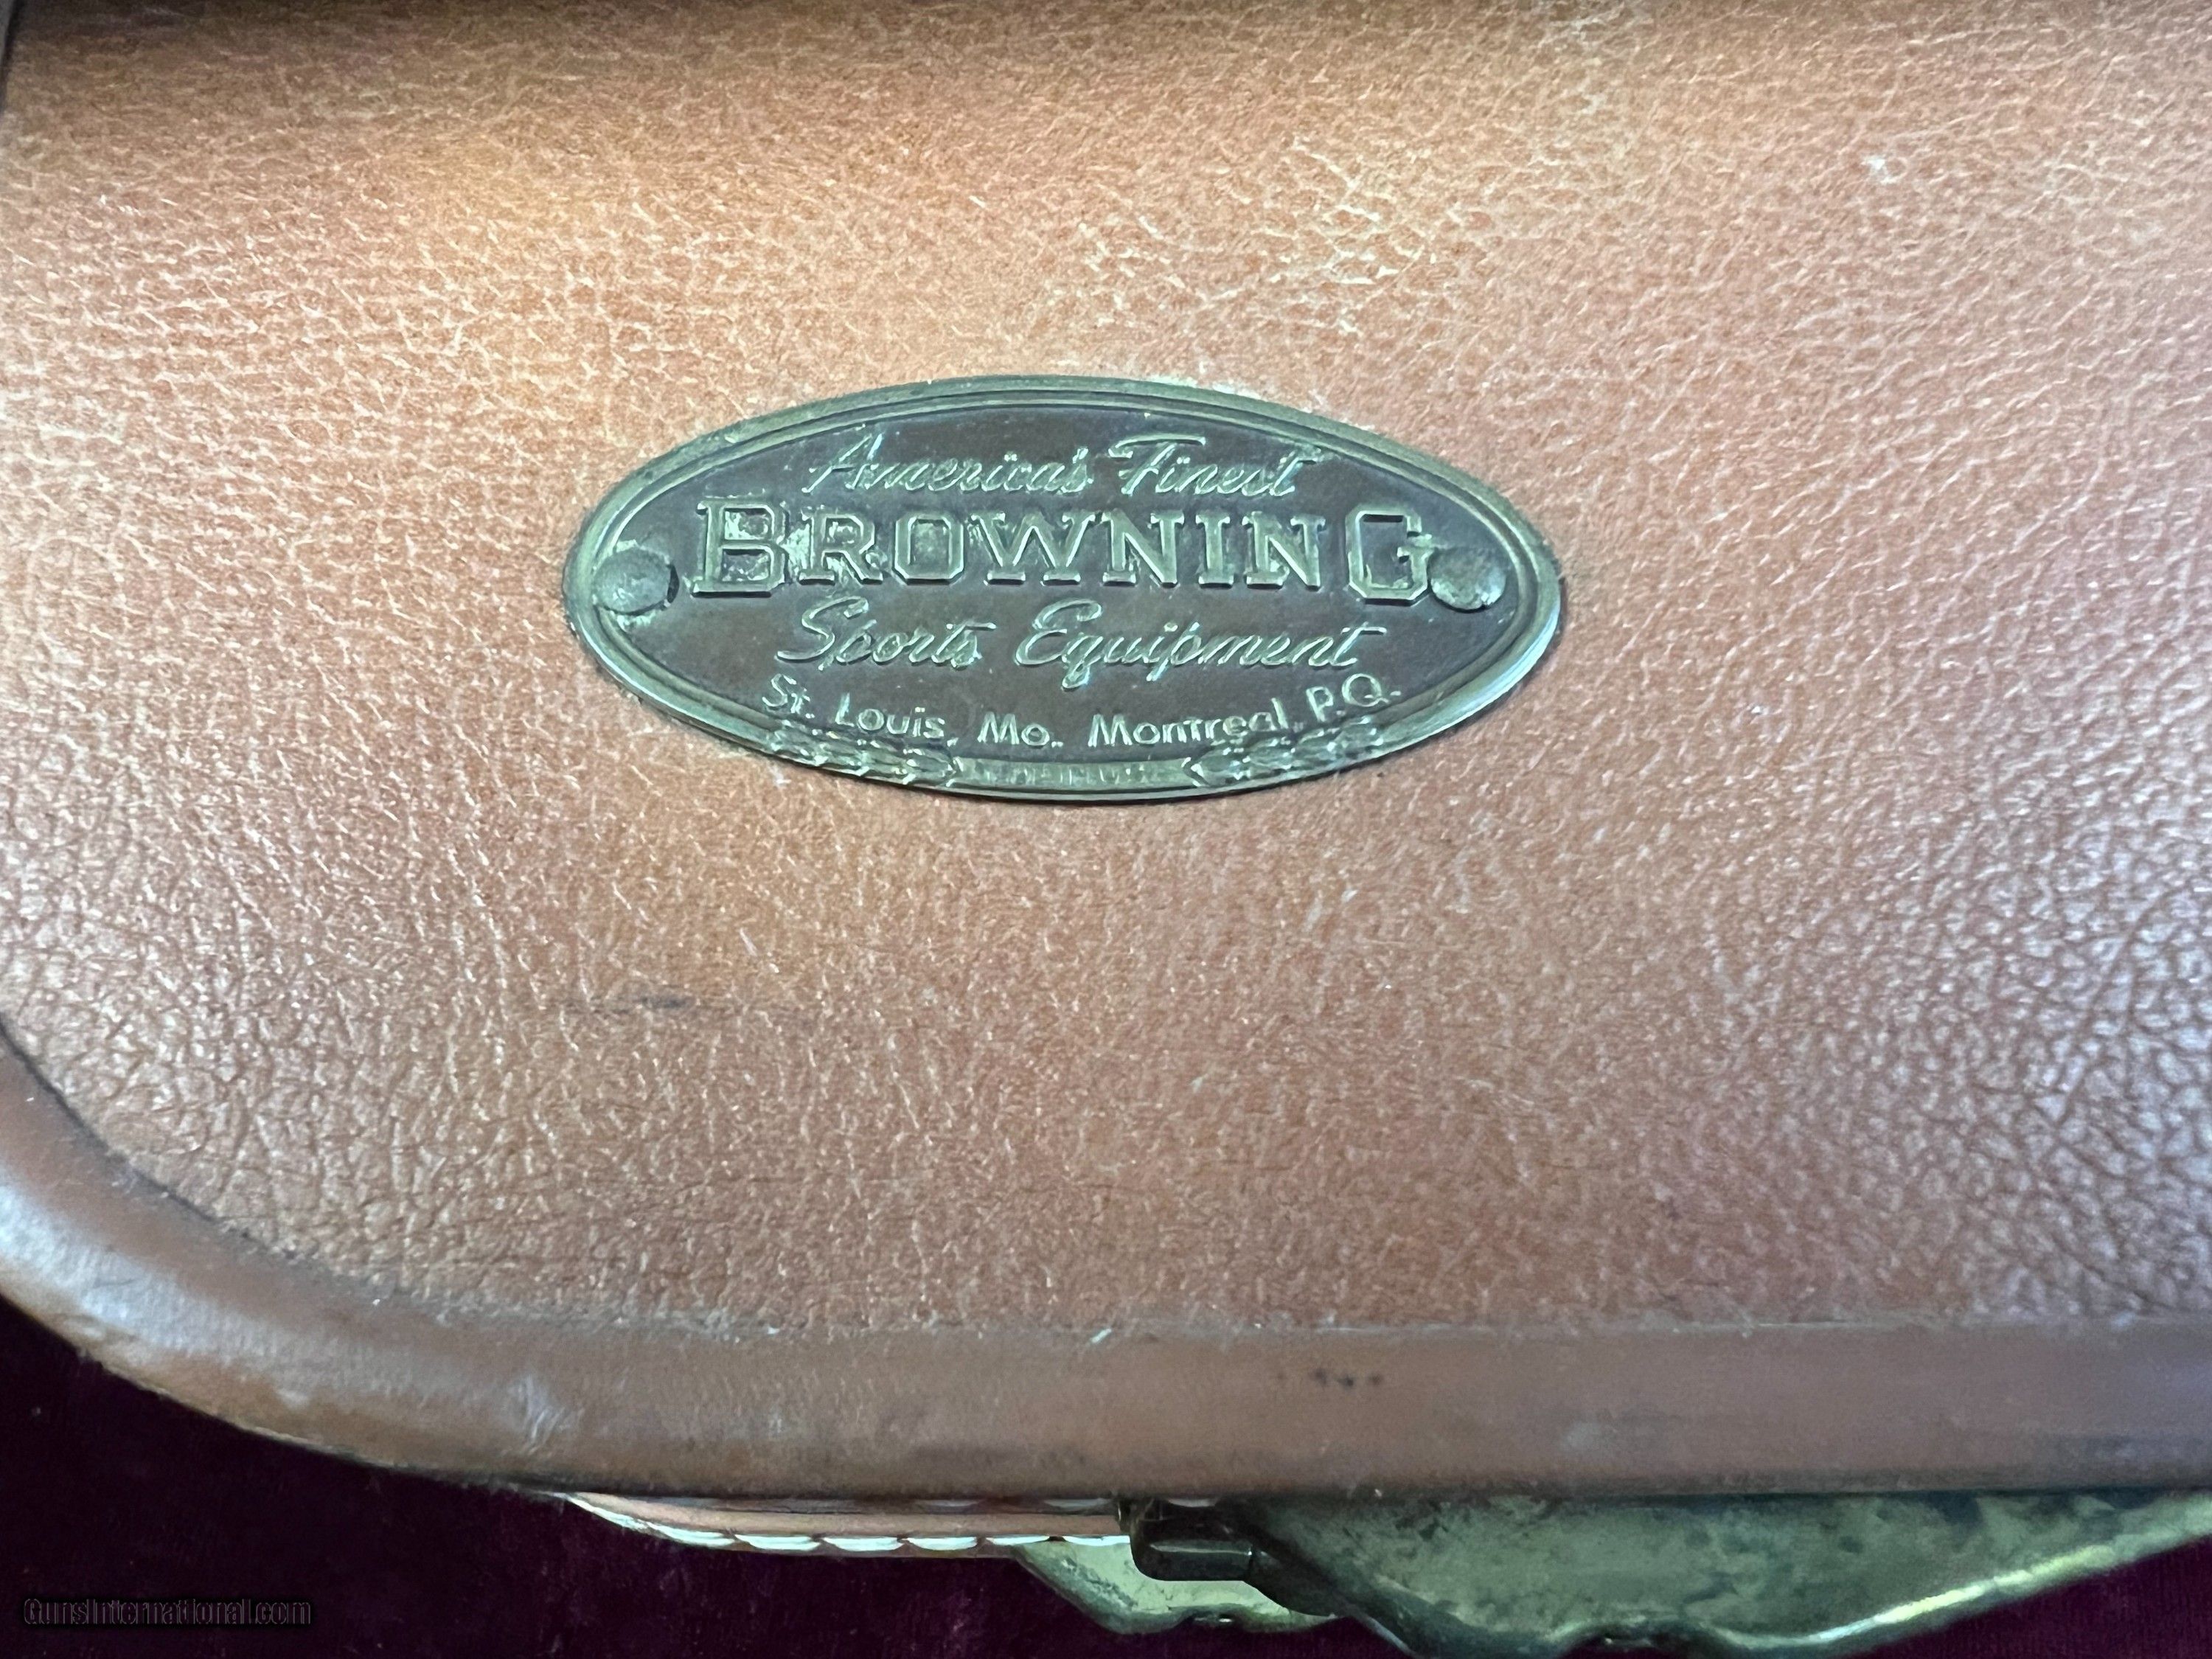 America's Finest
BROWNING
Sports Equipment
St. Louis, Mo. Montreal, P.Q.
GunsInternational.com